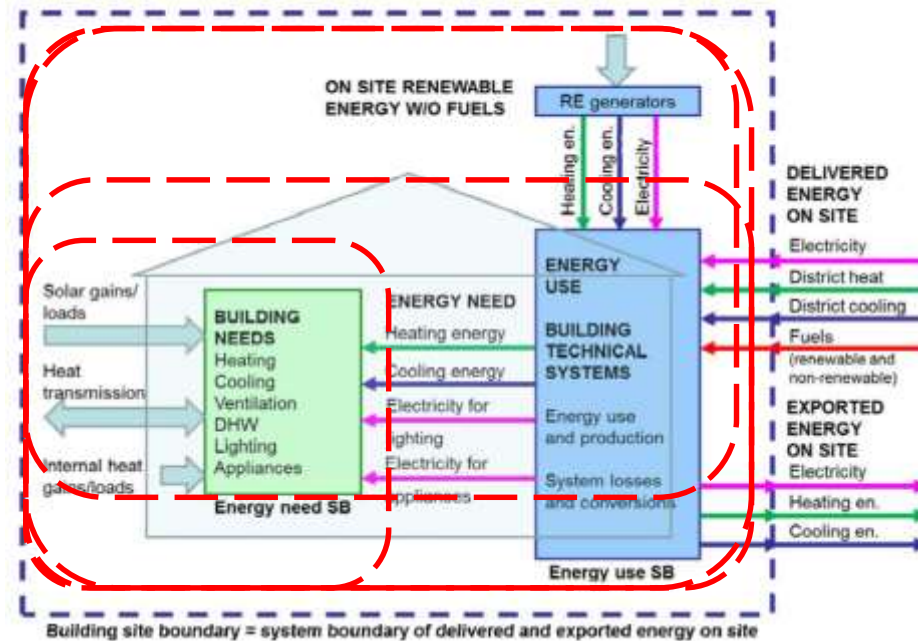 ON SITE RENEWABLE
ENERGY W/O FUELS
RE generators
Heating en.
Cooling en.
Electricity
DELIVERED
ENERGY
ON SITE
Electricity
District heat
District cooling
Fuels
(renewable and
non-renewable)
EXPORTED
ENERGY
ON SITE
Electricity
Heating en.
Cooling en.
ENERGY
USE
BUILDING
TECHNICAL
SYSTEMS
Energy use
and production
System losses
and conversions
Energy use SB
ENERGY NEED
Heating energy
Cooling energy
Electricity for
lighting
Electricity for
appliances
Solar gains/
loads
Heat
transmission
Internal heat
gains/loads
BUILDING
NEEDS
Heating
Cooling
Ventilation
DHW
Lighting
Appliances
Energy need SB
Building site boundary = system boundary of delivered and exported energy on site